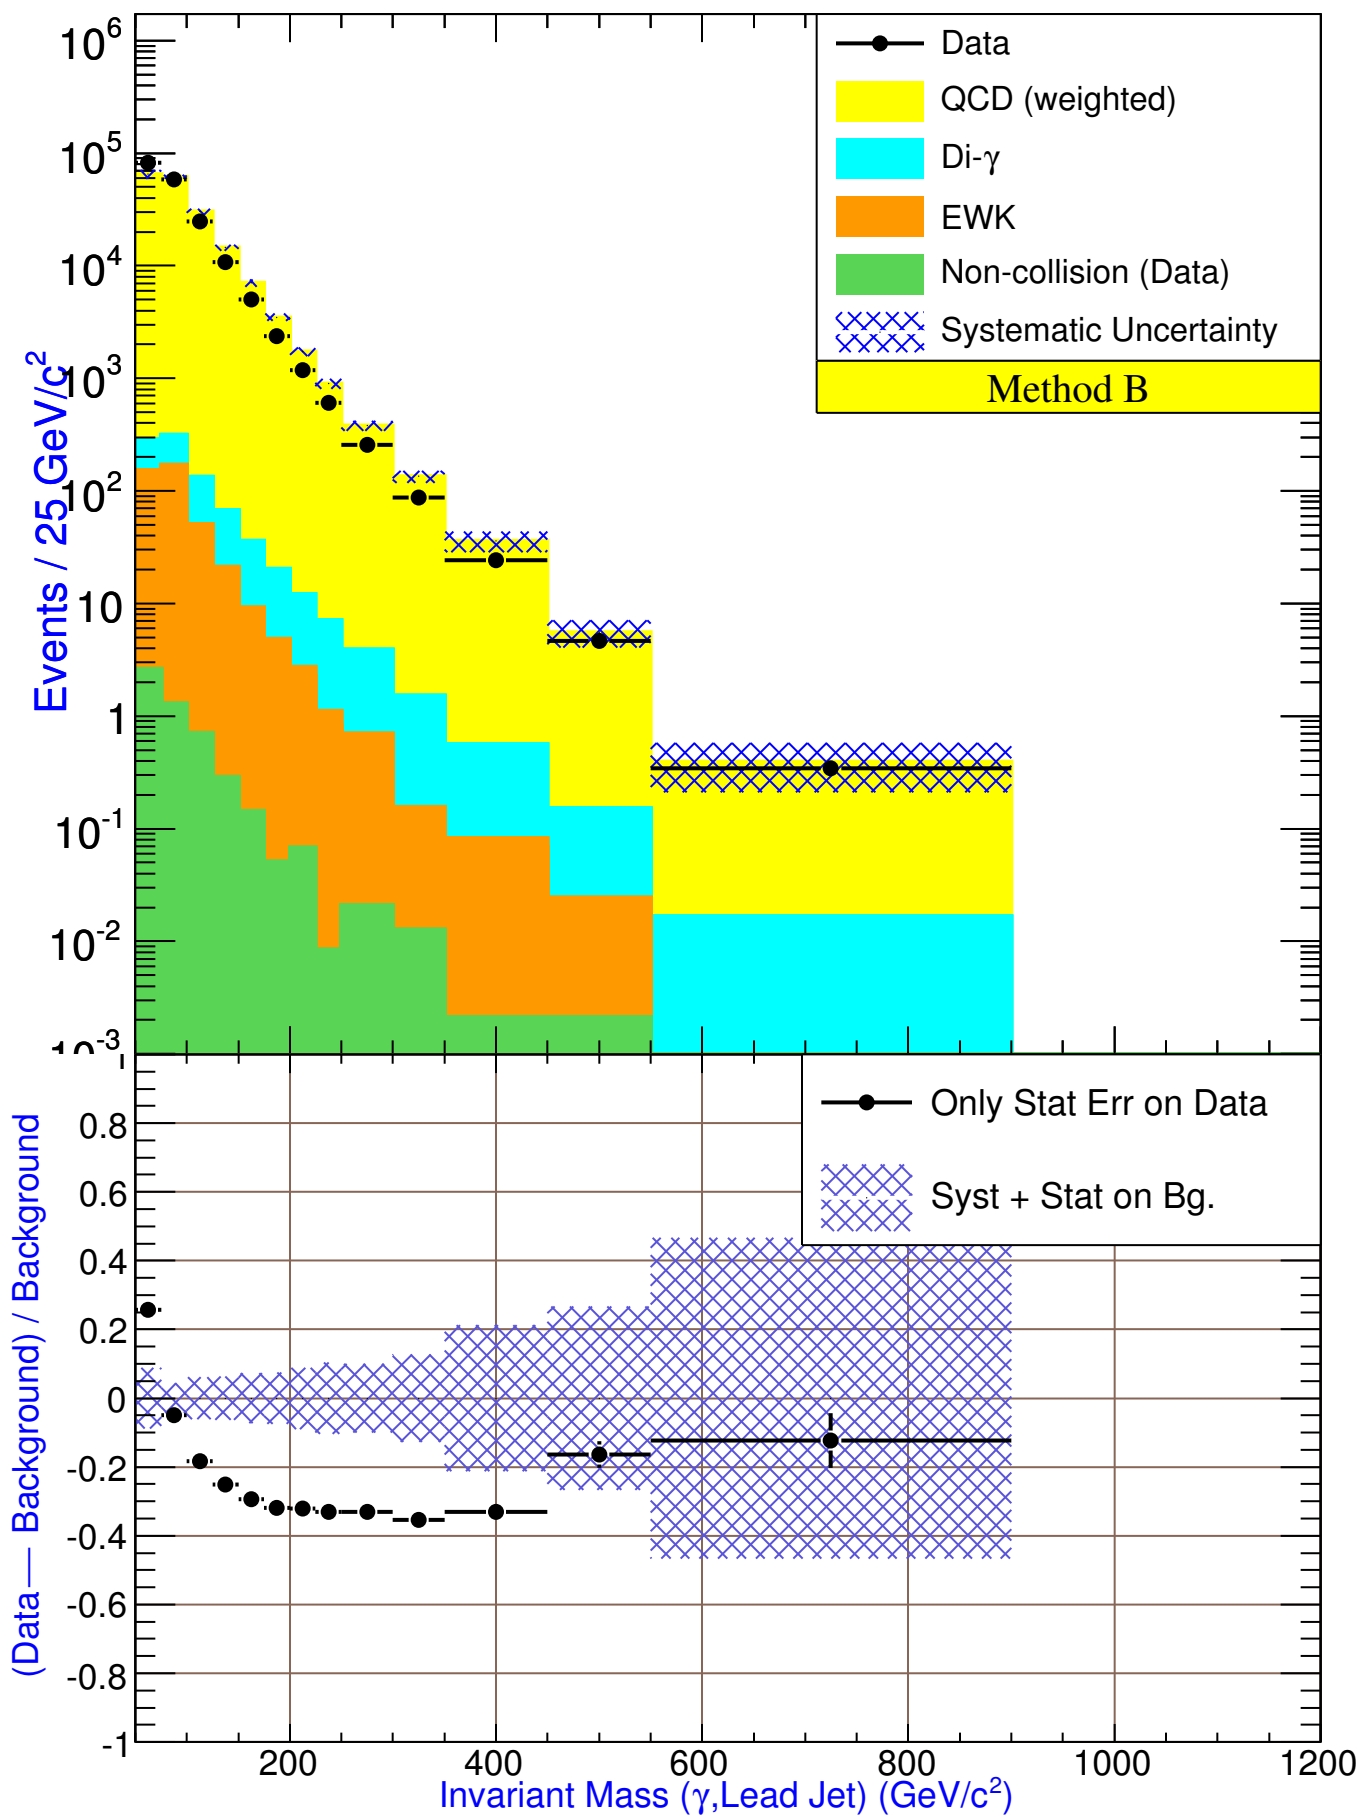 10^6
10^5
10^4
10^3
10^2
10
1
10^-1
10^-2
10^-3
Events / 25 GeV/c^2
Data
QCD (weighted)
Di-γ
EWK
Non-collision (Data)
Systematic Uncertainty
Method B
(Data— Background) / Background
1
0.8
0.6
0.4
0.2
0
-0.2
-0.4
-0.6
-0.8
-1
Only Stat Err on Data
Syst + Stat on Bg.
200 400 600 800 1000 1200
Invariant Mass (γ,Lead Jet) (GeV/c^2)